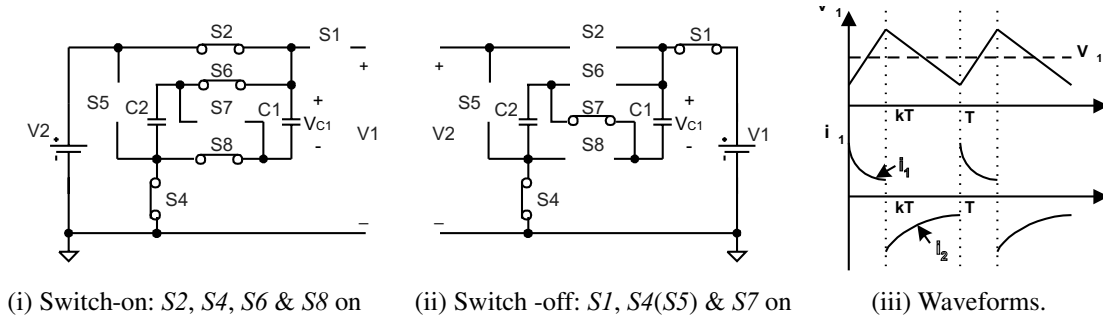 S2
S1
+
S6
S5
C2
S7
C1
+
V2
VC1
V1
-
S8
S4
–
(i) Switch-on: S2, S4, S6 & S8 on
S2
S1
+
S6
S5
C2
S7
C1
+
V2
VC1
V1
-
S8
S4
–
(ii) Switch -off: S1, S4(S5) & S7 on
V1
kT T
i1
i1
kT T
i2
(iii) Waveforms.